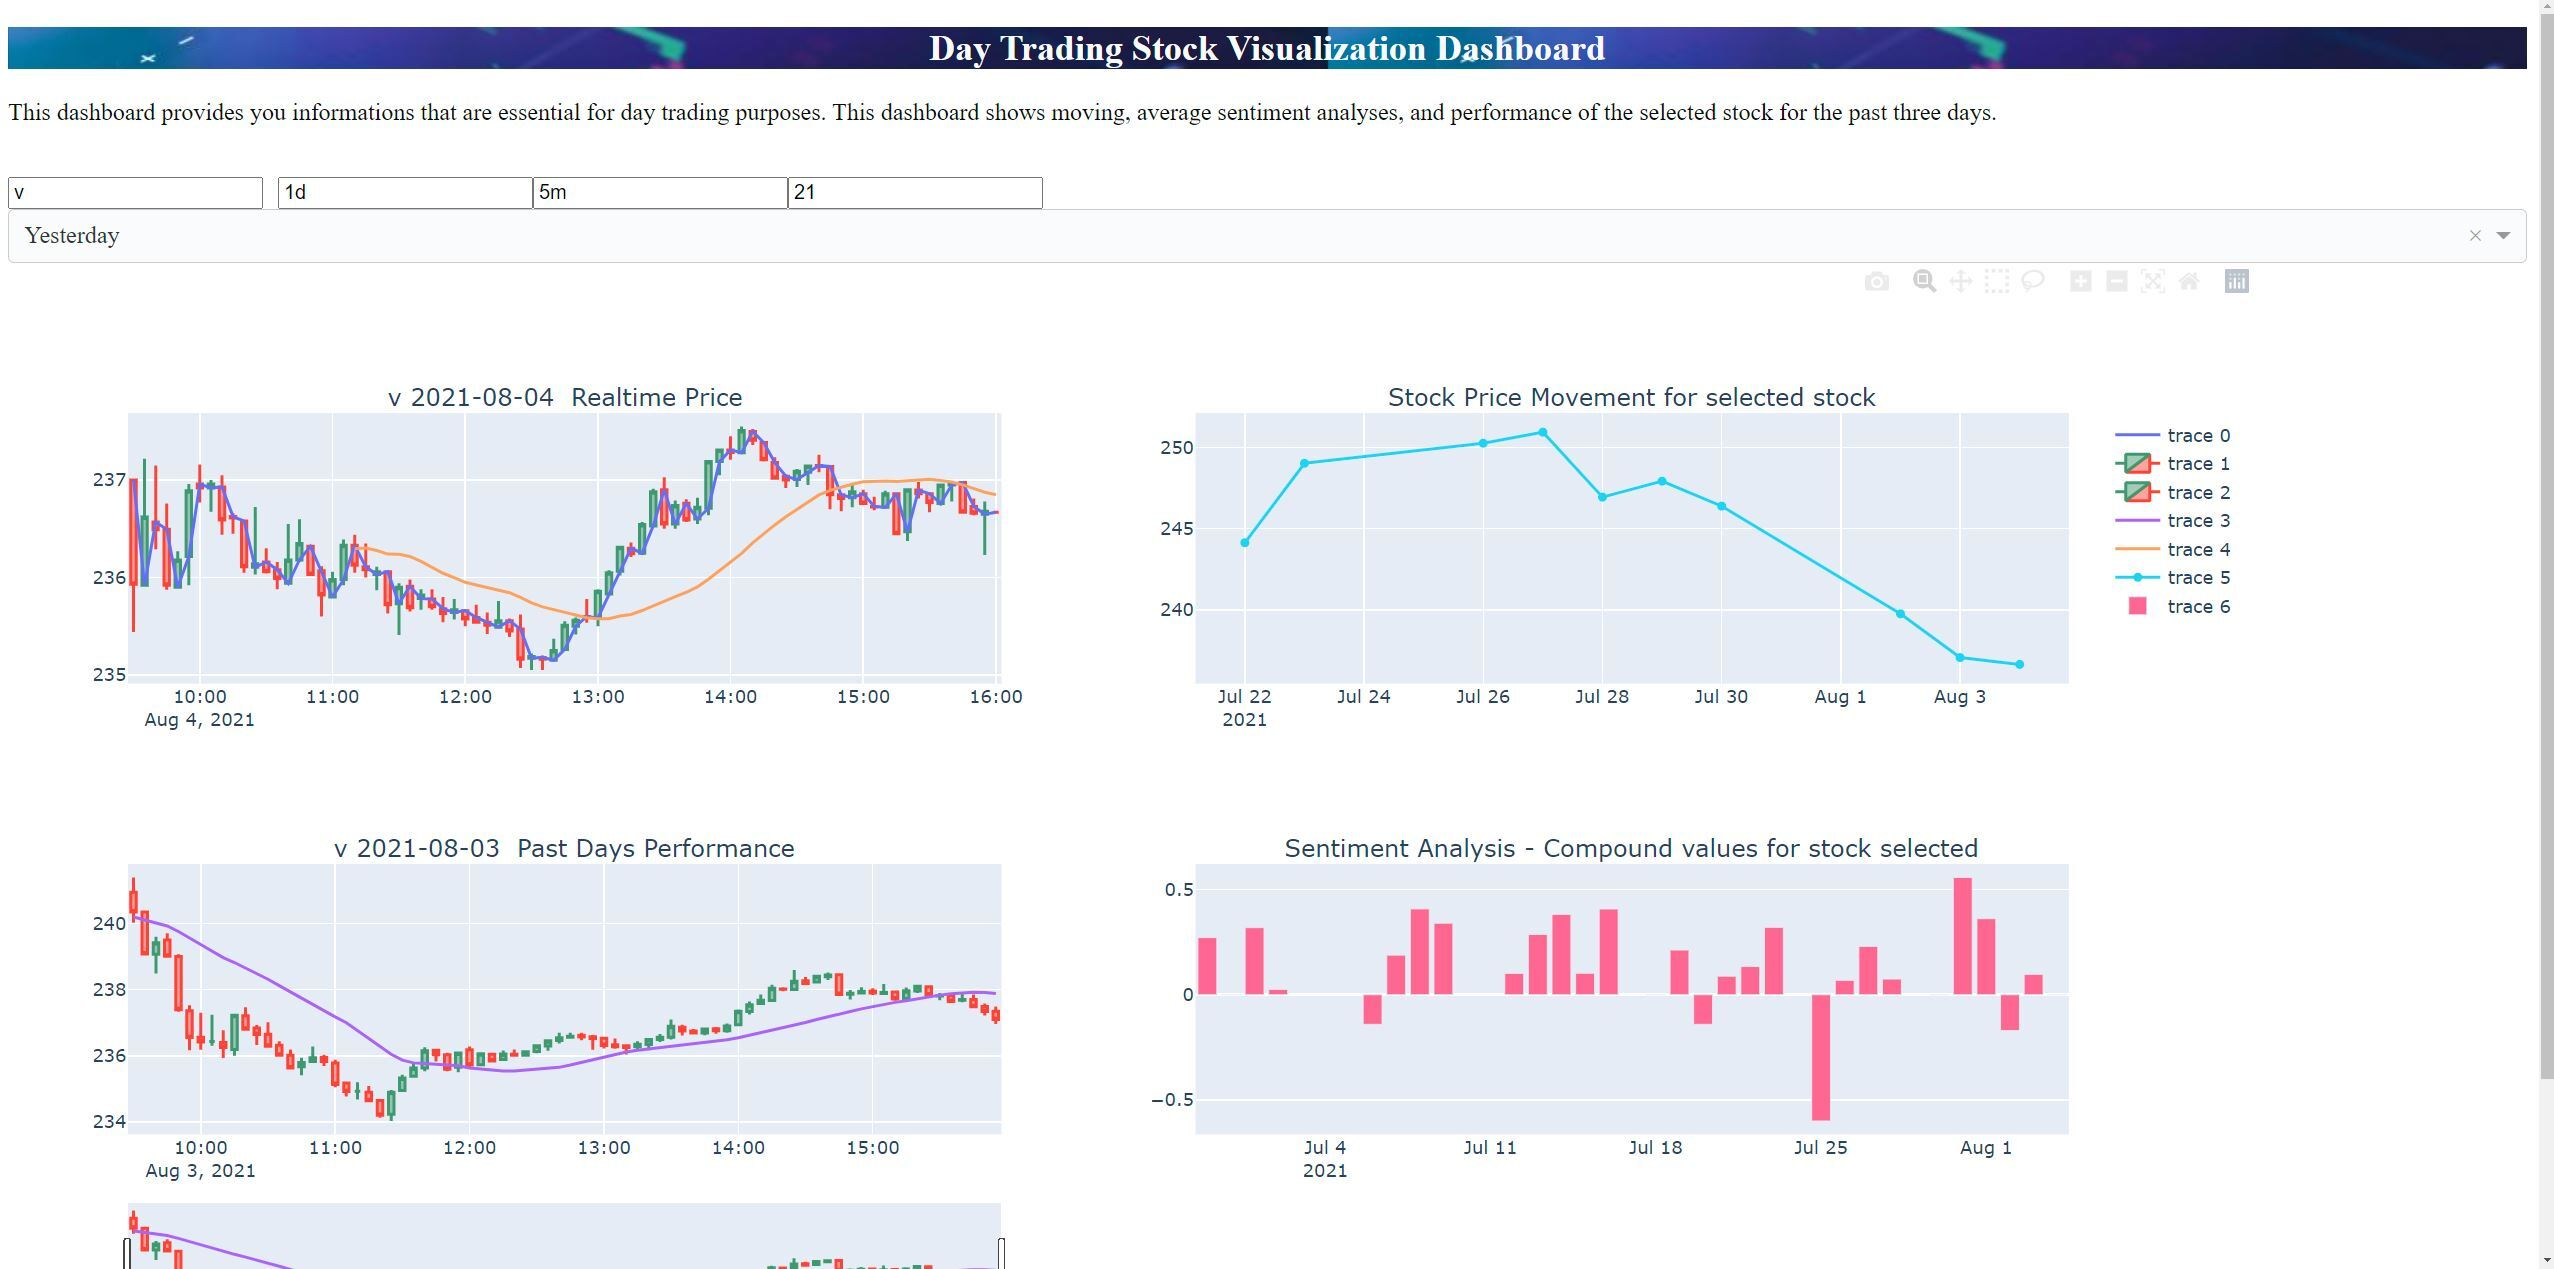 Day Trading Stock Visualization Dashboard
This dashboard provides you informations that are essential for day trading purposes. This dashboard shows moving, average sentiment analyses, and performance of the selected stock for the past three days.
v 1d 5m 21
Yesterday
v 2021-08-04 Realtime Price
237
236
235
10:00 11:00 12:00 13:00 14:00 15:00 16:00
Aug 4, 2021
Stock Price Movement for selected stock
250
245
240
Jul 22 Jul 24 Jul 26 Jul 28 Jul 30 Aug 1 Aug 3
2021
trace 0
trace 1
trace 2
trace 3
trace 4
trace 5
trace 6
v 2021-08-03 Past Days Performance
240
238
236
234
10:00 11:00 12:00 13:00 14:00 15:00
Aug 3, 2021
Sentiment Analysis - Compound values for stock selected
0.5
0
−0.5
Jul 4 Jul 11 Jul 18 Jul 25 Aug 1
2021